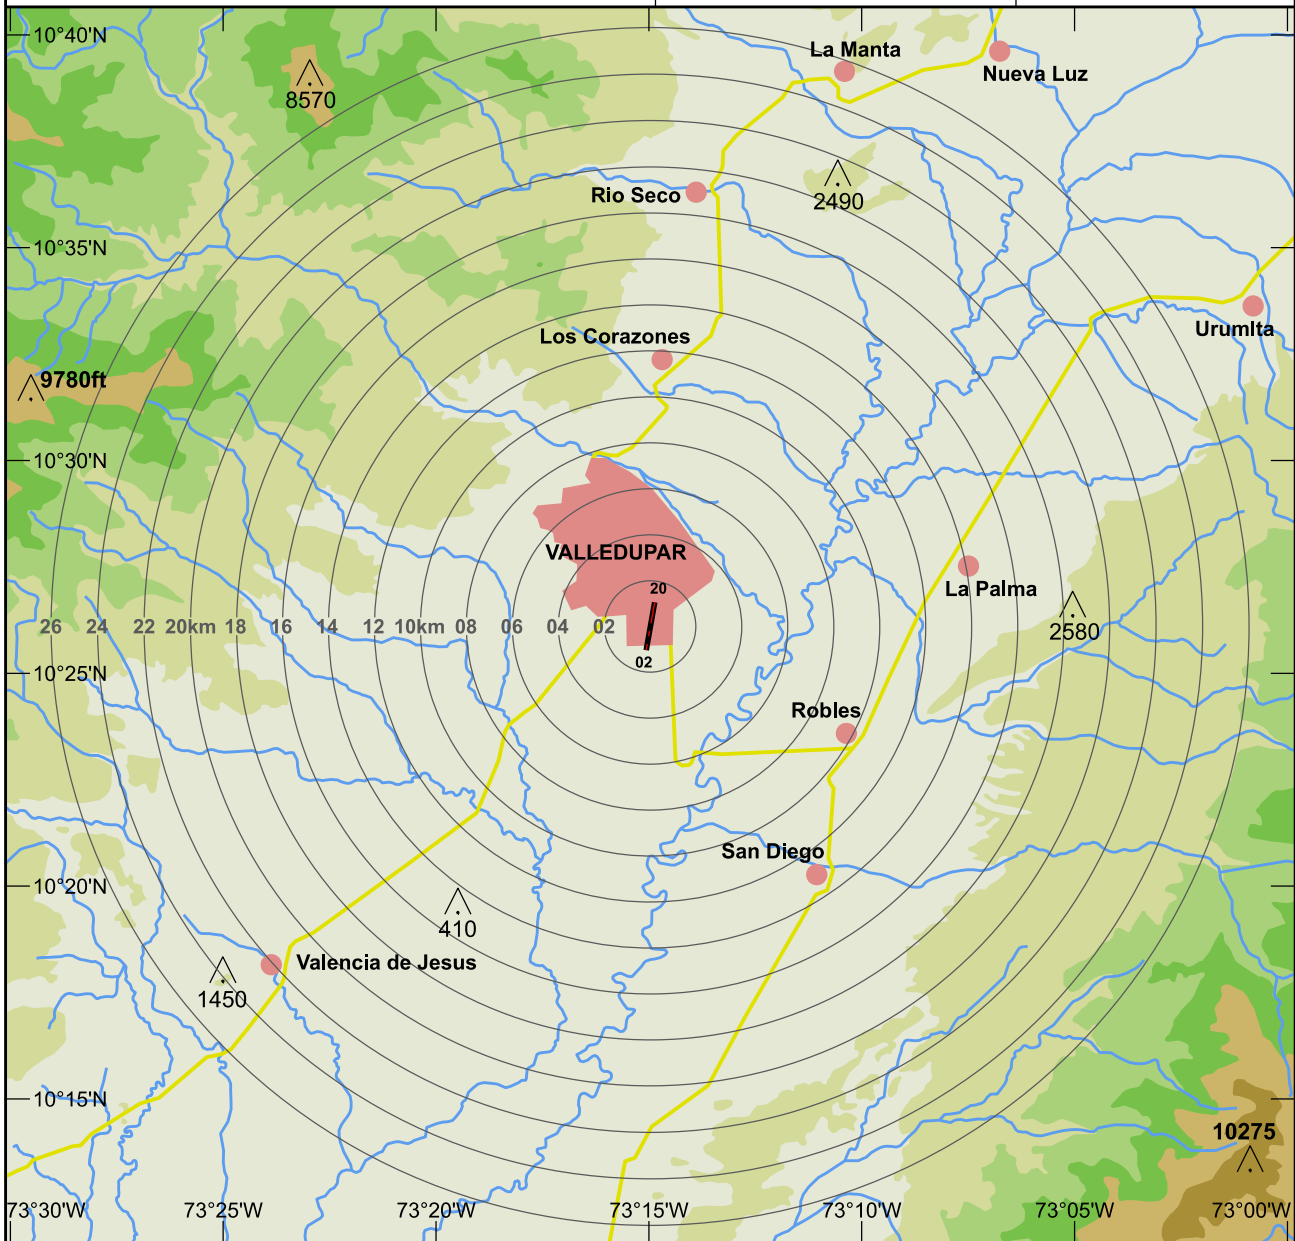 10°40'N
La Manta
Nueva Luz
8570
Rio Seco
2490
10°35'N
Urumita
Los Corazones
9780ft
10°30'N
VALLEDUPAR
20
La Palma
26 24 22 20km 18 16 14 12 10km 08 06 04 02
2580
02
10°25'N
Robles
San Diego
10°20'N
410
Valencia de Jesus
1450
10°15'N
10275
73°30'W 73°25'W 73°20'W 73°15'W 73°10'W 73°05'W 73°00'W